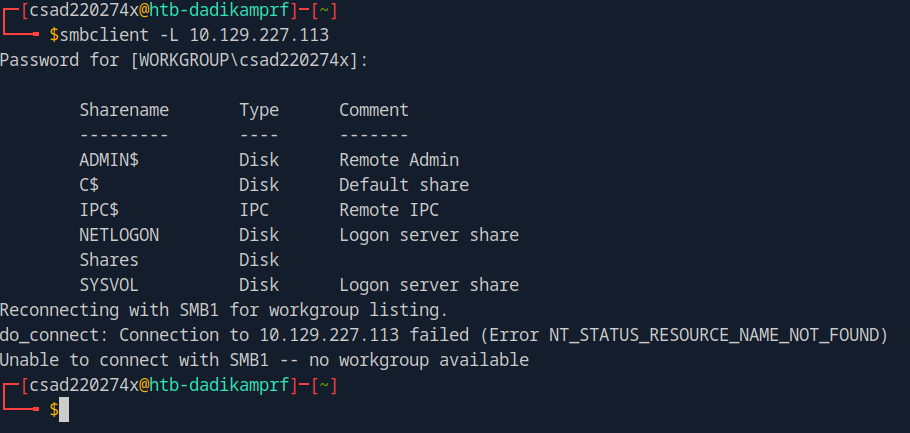 ┌─[csad220274x@htb-dadikamprf]─[~]
└──╼ $smbclient -L 10.129.227.113
Password for [WORKGROUP\csad220274x]:
Sharename Type Comment
--------- ---- -------
ADMIN$ Disk Remote Admin
C$ Disk Default share
IPC$ IPC Remote IPC
NETLOGON Disk Logon server share
Shares Disk
SYSVOL Disk Logon server share
Reconnecting with SMB1 for workgroup listing.
do_connect: Connection to 10.129.227.113 failed (Error NT_STATUS_RESOURCE_NAME_NOT_FOUND)
Unable to connect with SMB1 -- no workgroup available
┌─[csad220274x@htb-dadikamprf]─[~]
└──╼ $